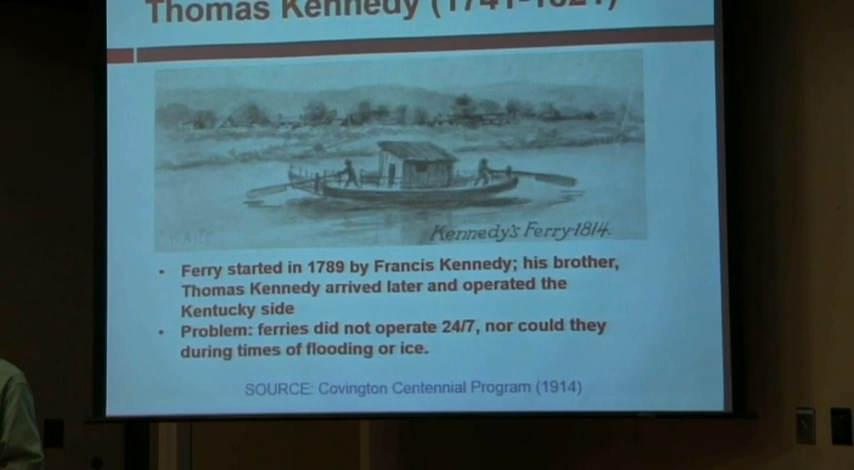 Thomas Kennedy (1741-1821)
Kennedy's Ferry-1814.
• Ferry started in 1789 by Francis Kennedy; his brother,
Thomas Kennedy arrived later and operated the
Kentucky side
• Problem: ferries did not operate 24/7, nor could they
during times of flooding or ice.
SOURCE: Covington Centennial Program (1914)